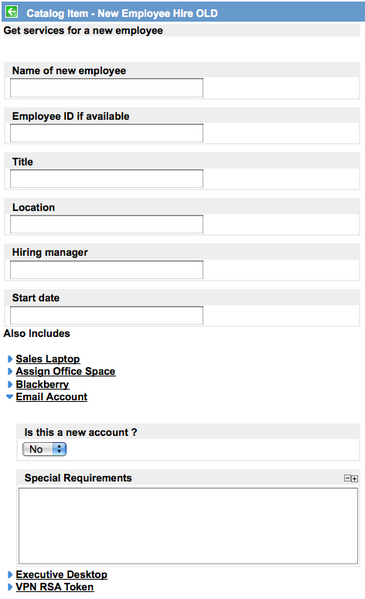 Catalog Item - New Employee Hire OLD
Get services for a new employee
Name of new employee
Employee ID if available
Title
Location
Hiring manager
Start date
Also Includes
Sales Laptop
Assign Office Space
Blackberry
Email Account
Is this a new account ?
No
Special Requirements
Executive Desktop
VPN RSA Token